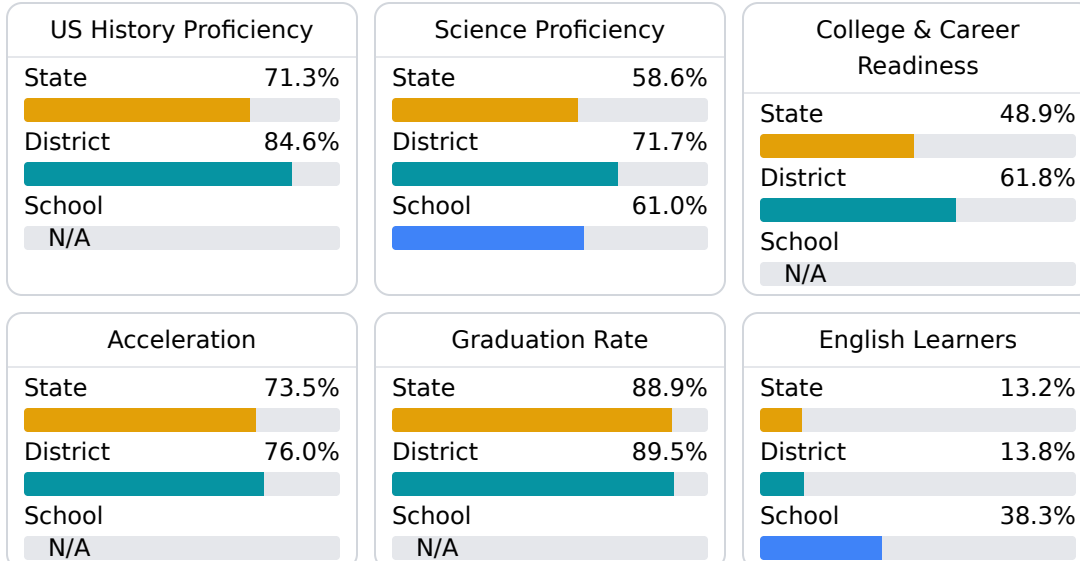 US History Proficiency
State 71.3%
District 84.6%
School
N/A
Science Proficiency
State 58.6%
District 71.7%
School 61.0%
College & Career
Readiness
State 48.9%
District 61.8%
School
N/A
Acceleration
State 73.5%
District 76.0%
School
N/A
Graduation Rate
State 88.9%
District 89.5%
School
N/A
English Learners
State 13.2%
District 13.8%
School 38.3%